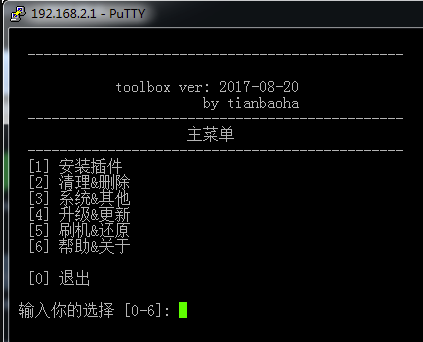 192.168.2.1 - PuTTY
------------------------------------------------
toolbox ver: 2017-08-20
by tianbaoha
------------------------------------------------
主菜单
------------------------------------------------
[1] 安装插件
[2] 清理&删除
[3] 系统&其他
[4] 升级&更新
[5] 刷机&还原
[6] 帮助&关于
[0] 退出
输入你的选择 [0-6]: